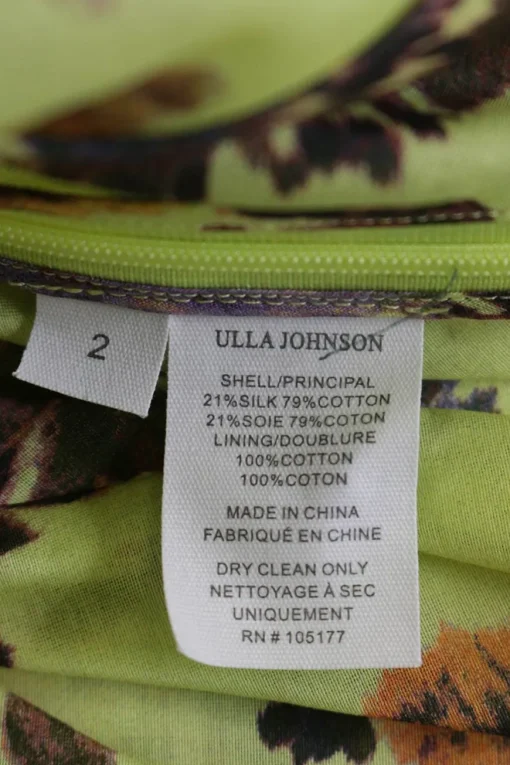 2
ULLA JOHNSON
SHELL/PRINCIPAL
21%SILK 79%COTTON
21%SOIE 79%COTON
LINING/DOUBLURE
100%COTTON
100%COTON
MADE IN CHINA
FABRIQUÉ EN CHINE
DRY CLEAN ONLY
NETTOYAGE À SEC
UNIQUEMENT
RN # 105177